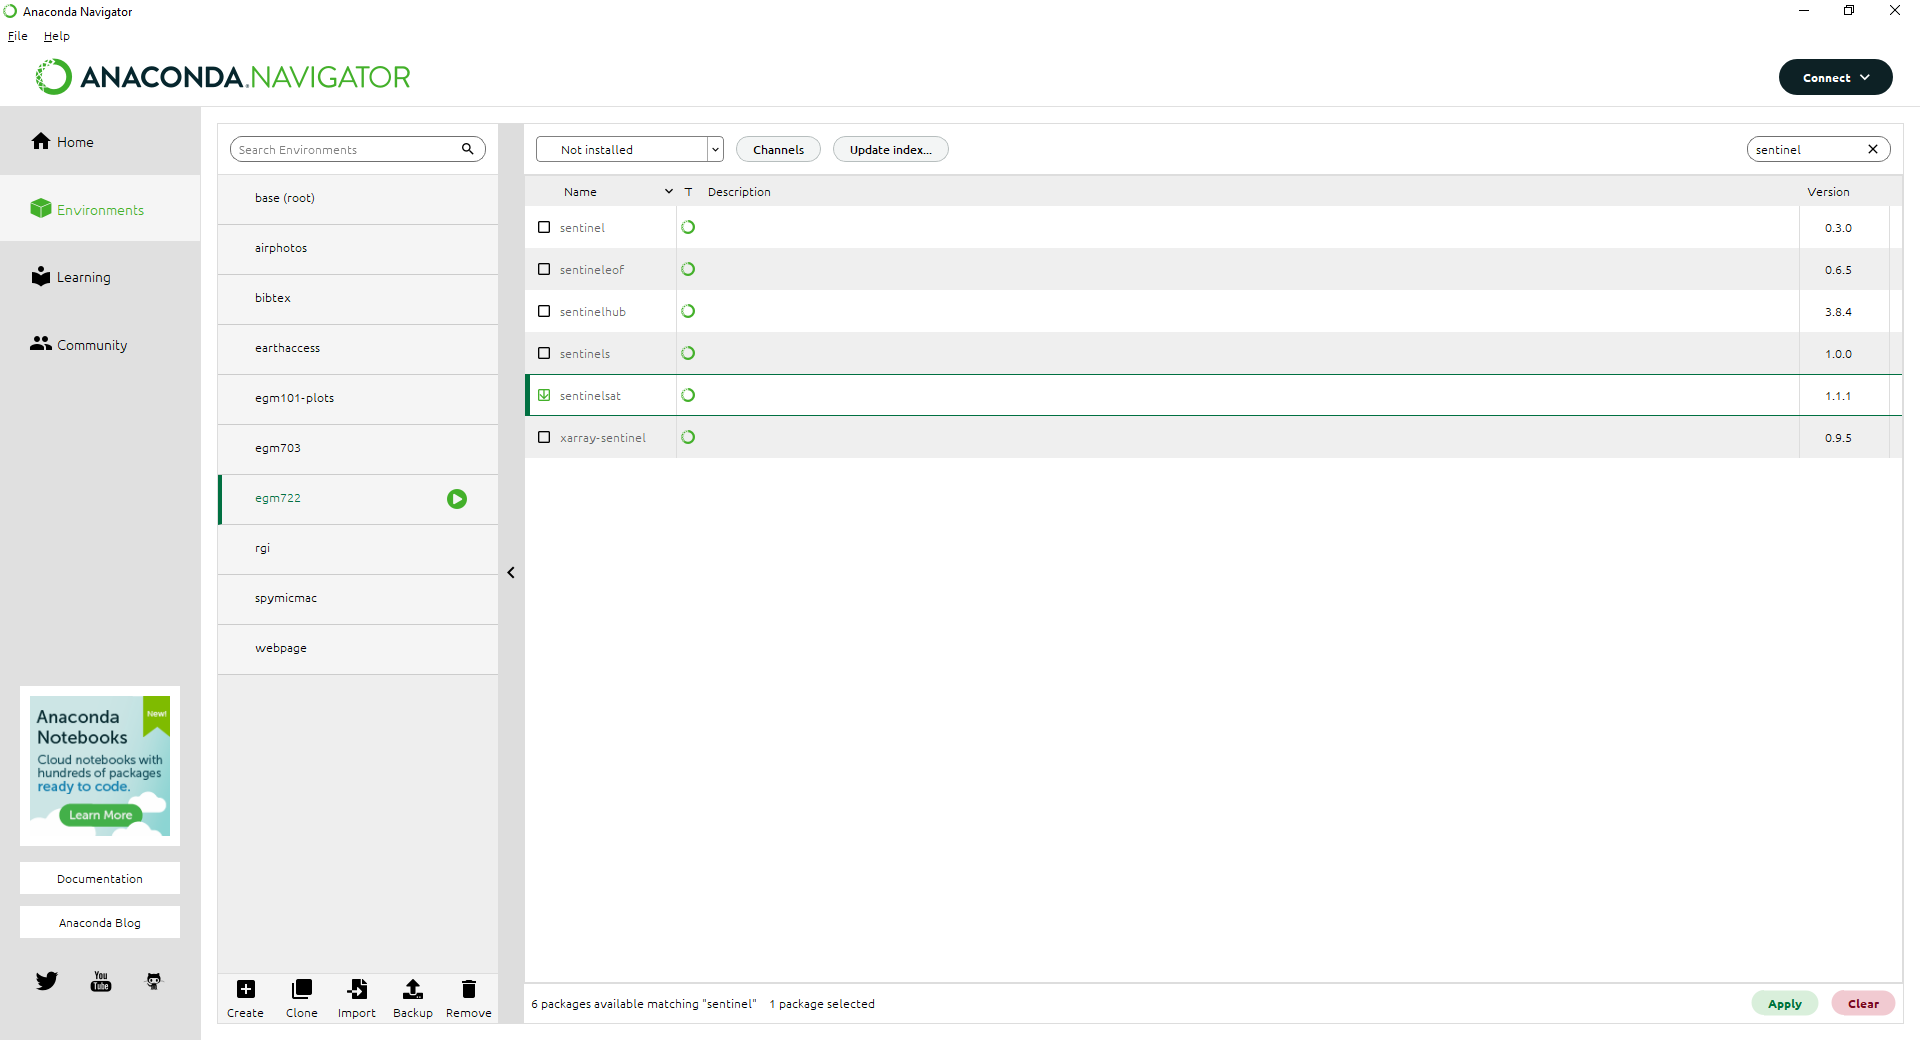 Anaconda Navigator
File Help
ANACONDA.NAVIGATOR
Connect
Home
Environments
Learning
Community
Anaconda
Notebooks
New!
Cloud notebooks with
hundreds of packages
ready to code.
Learn More
Documentation
Anaconda Blog
You
Tube
Search Environments
base (root)
airphotos
bibtex
earthaccess
egm101-plots
egm703
egm722
rgi
spymicmac
webpage
Create Clone Import Backup Remove
Not installed Channels Update index... sentinel
Name T Description Version
sentinel 0.3.0
sentineleof 0.6.5
sentinelhub 3.8.4
sentinels 1.0.0
sentinelsat 1.1.1
xarray-sentinel 0.9.5
6 packages available matching "sentinel" 1 package selected
Apply Clear